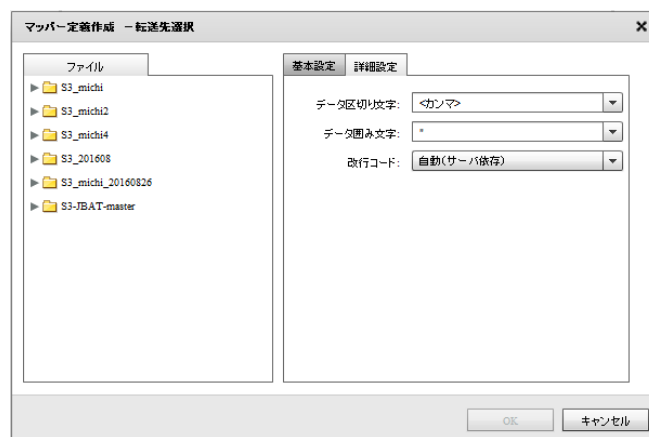 マッパー定義作成 －転送先選択
ファイル
S3_michi
S3_michi2
S3_michi4
S3_201608
S3_michi_20160826
S3-JBAT-master
基本設定 詳細設定
データ区切り文字: <カンマ>
データ囲み文字: "
改行コード: 自動(サーバ依存)
OK キャンセル